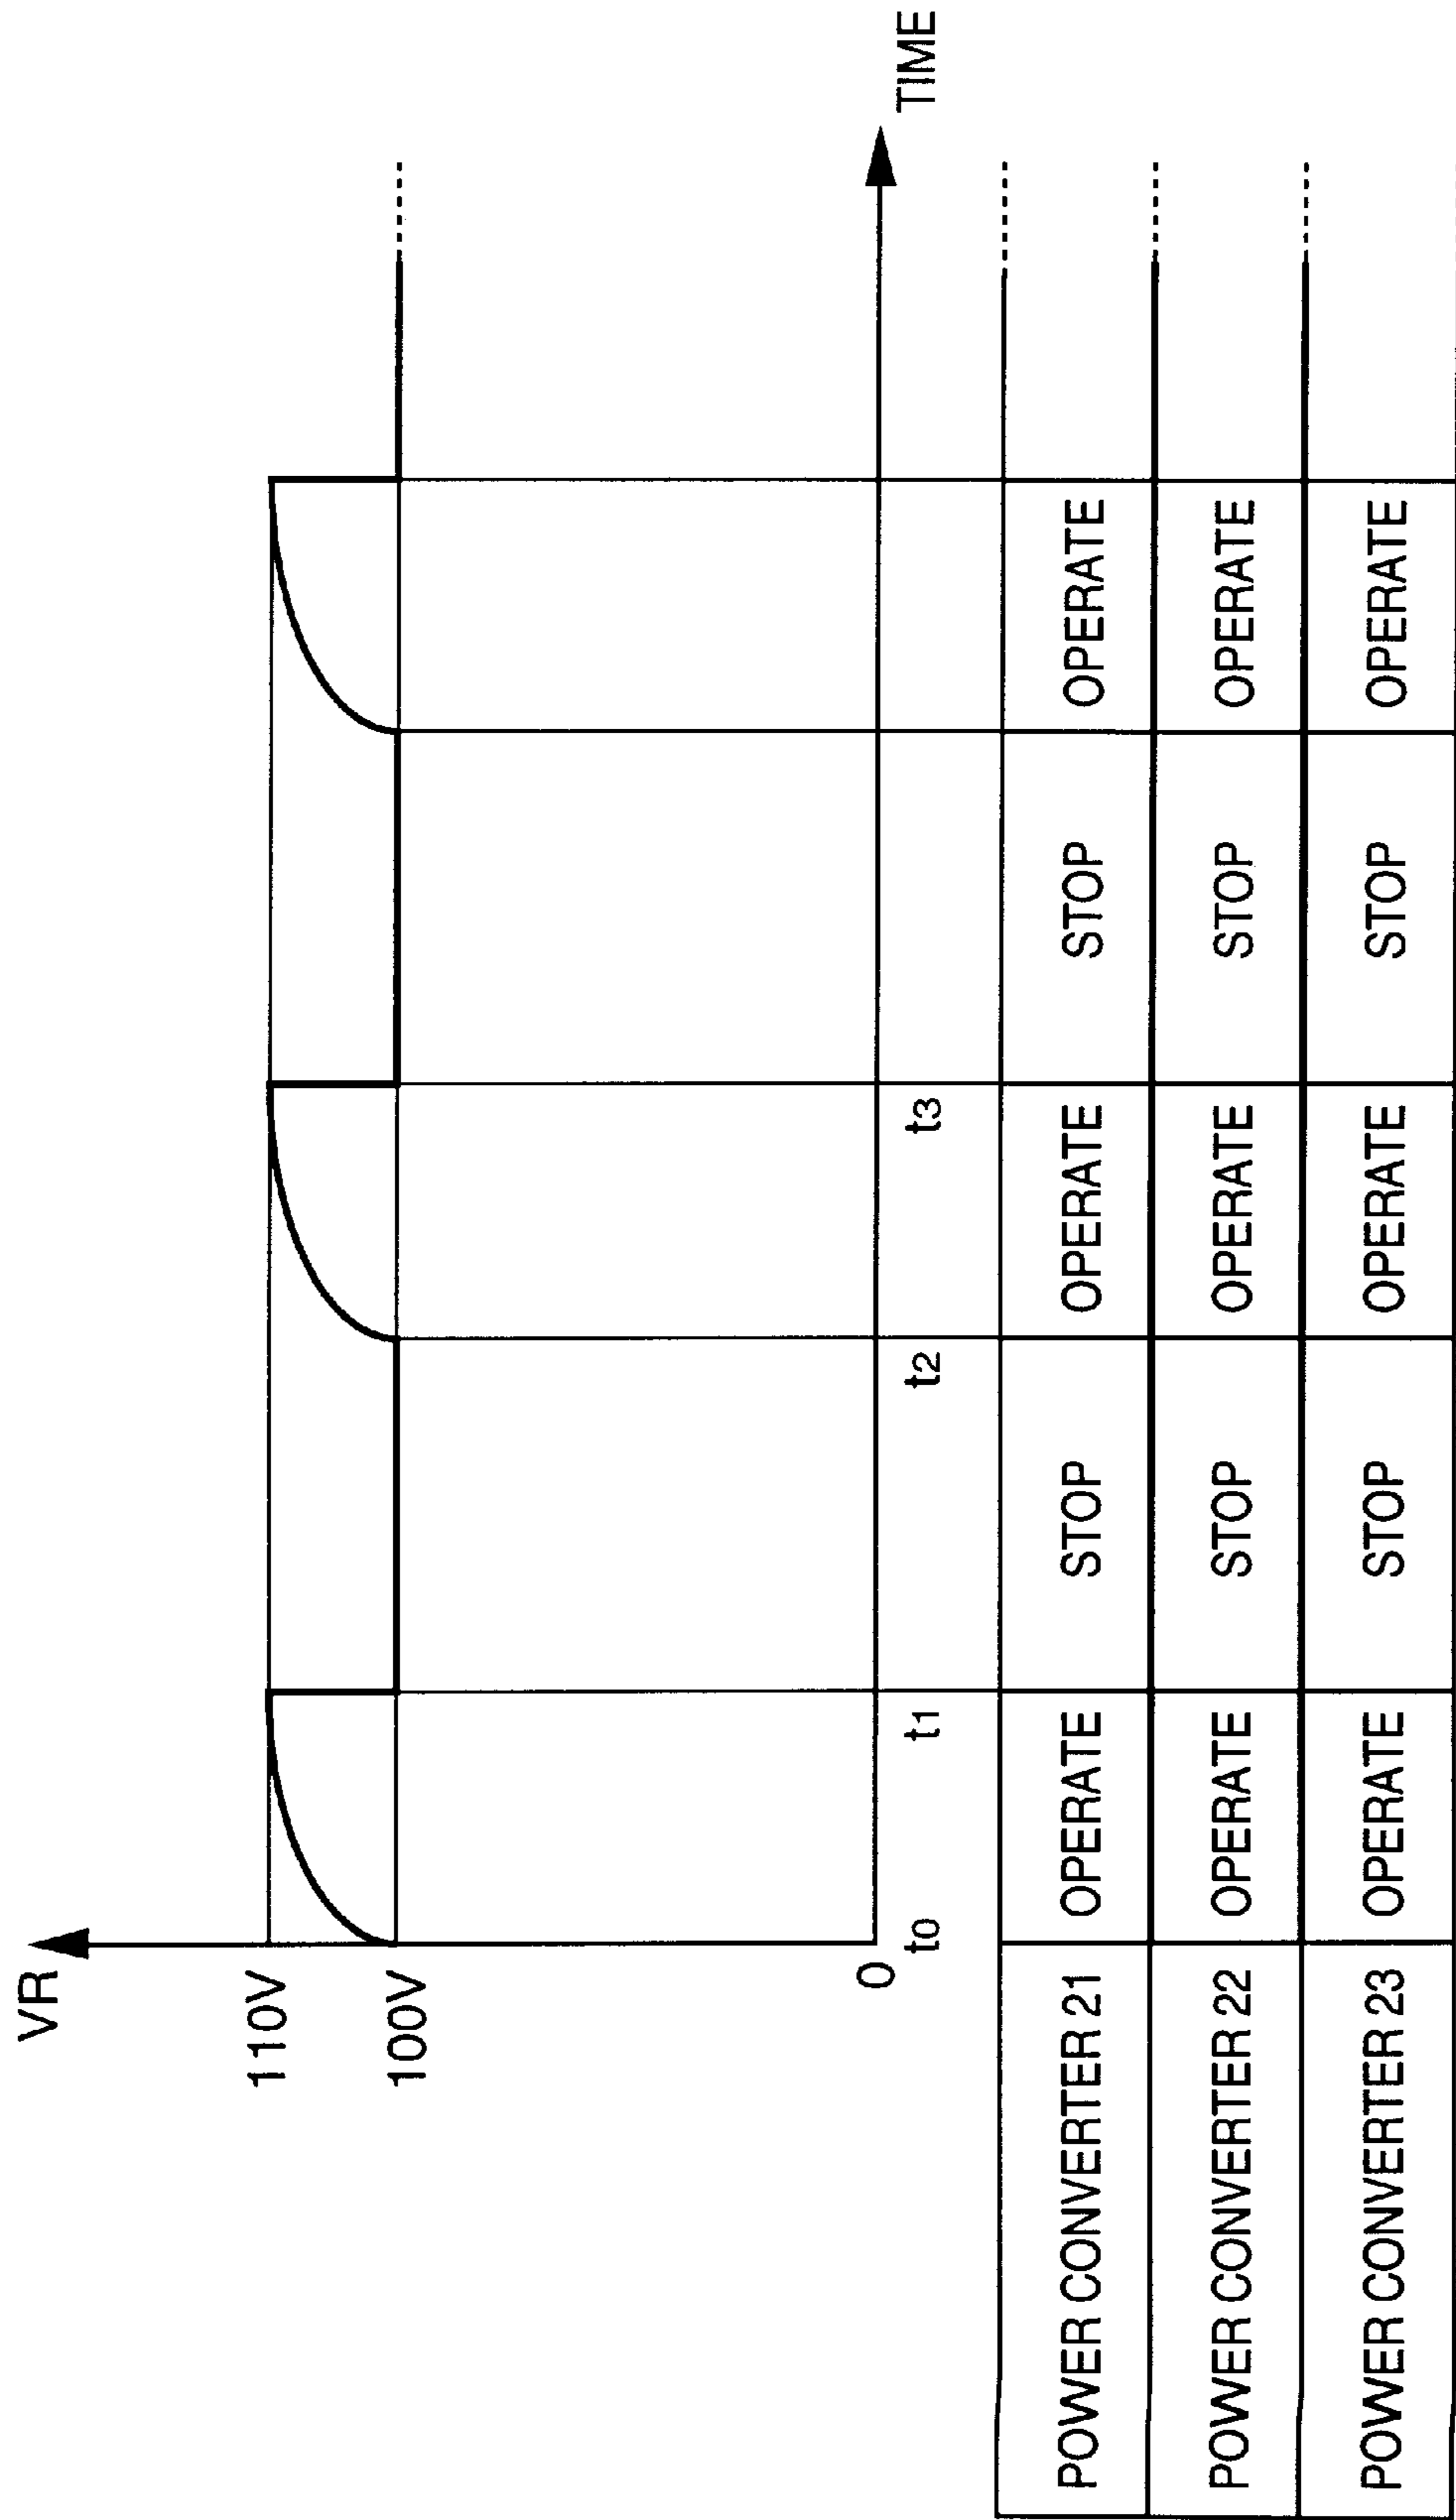 VR
110V
100V
0
TIME
t0 t1 t2 t3
POWER CONVERTER 21 OPERATE STOP OPERATE STOP OPERATE
POWER CONVERTER 22 OPERATE STOP OPERATE STOP OPERATE
POWER CONVERTER 23 OPERATE STOP OPERATE STOP OPERATE